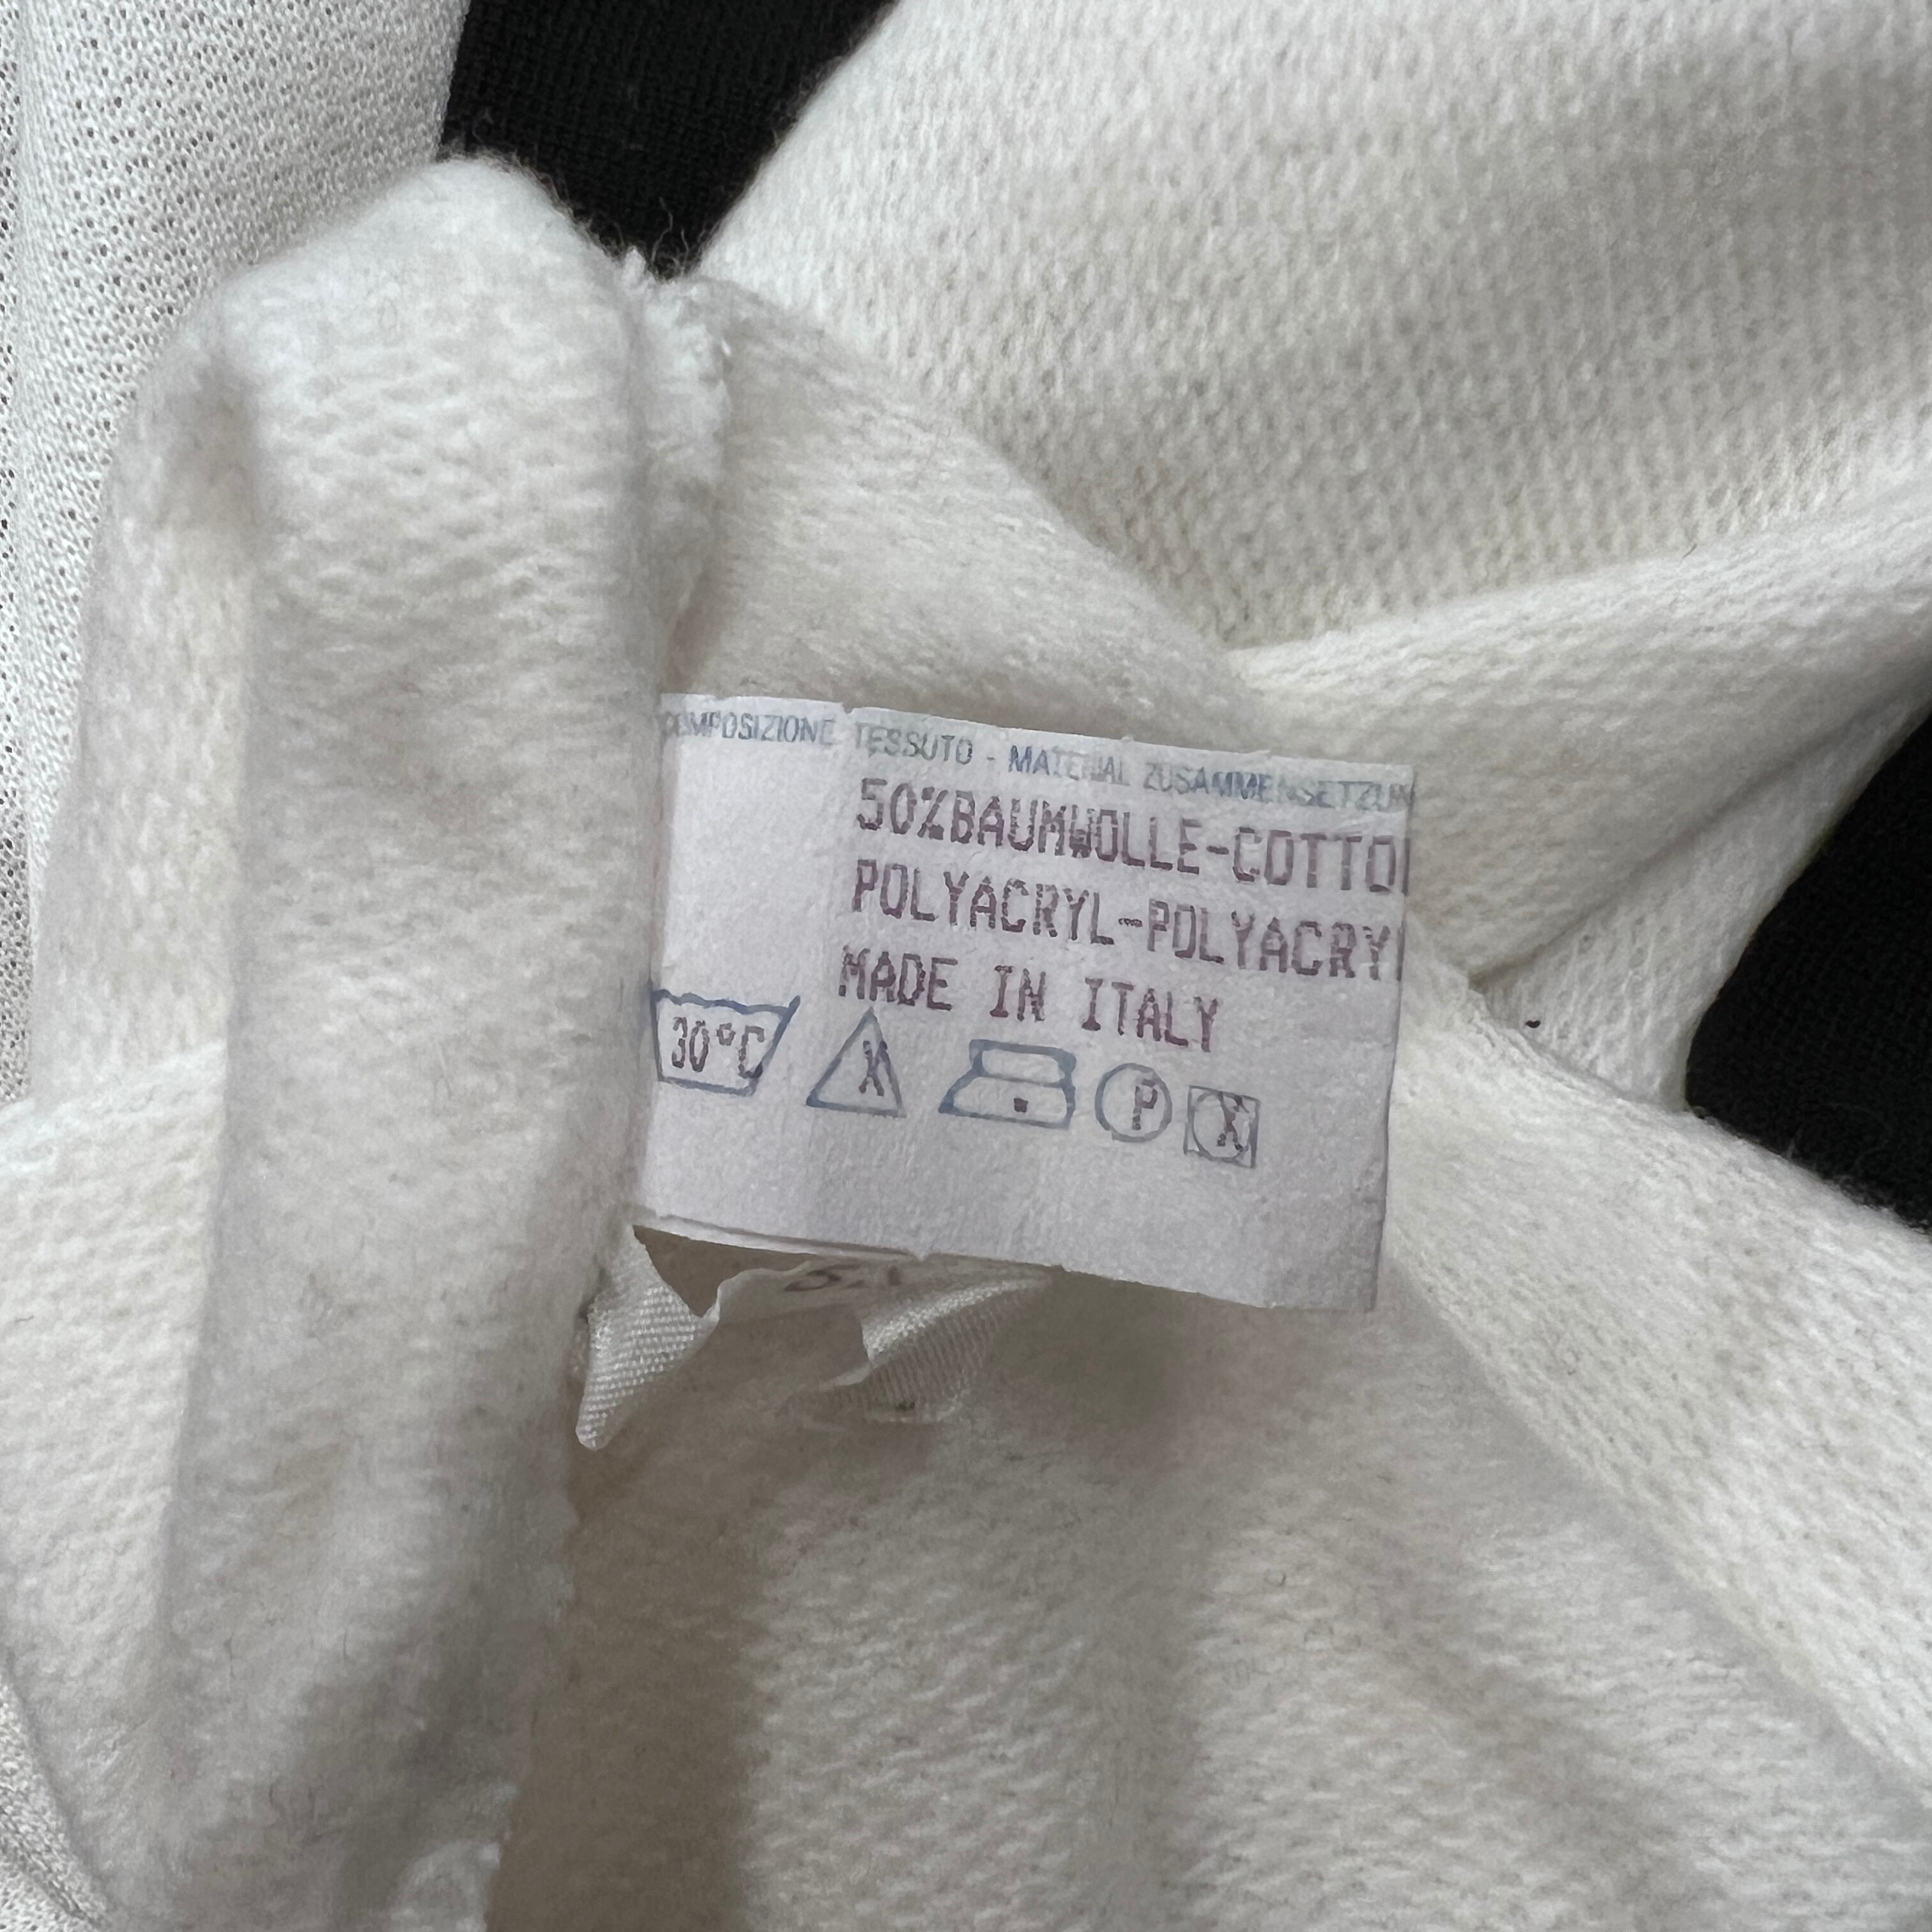 COMPOSIZIONE TESSUTO - MATERIAL ZUSAMMENSETZUN
50%BAUMWOLLE-COTTO
POLYACRYL-POLYACRY
MADE IN ITALY
30°C X P X